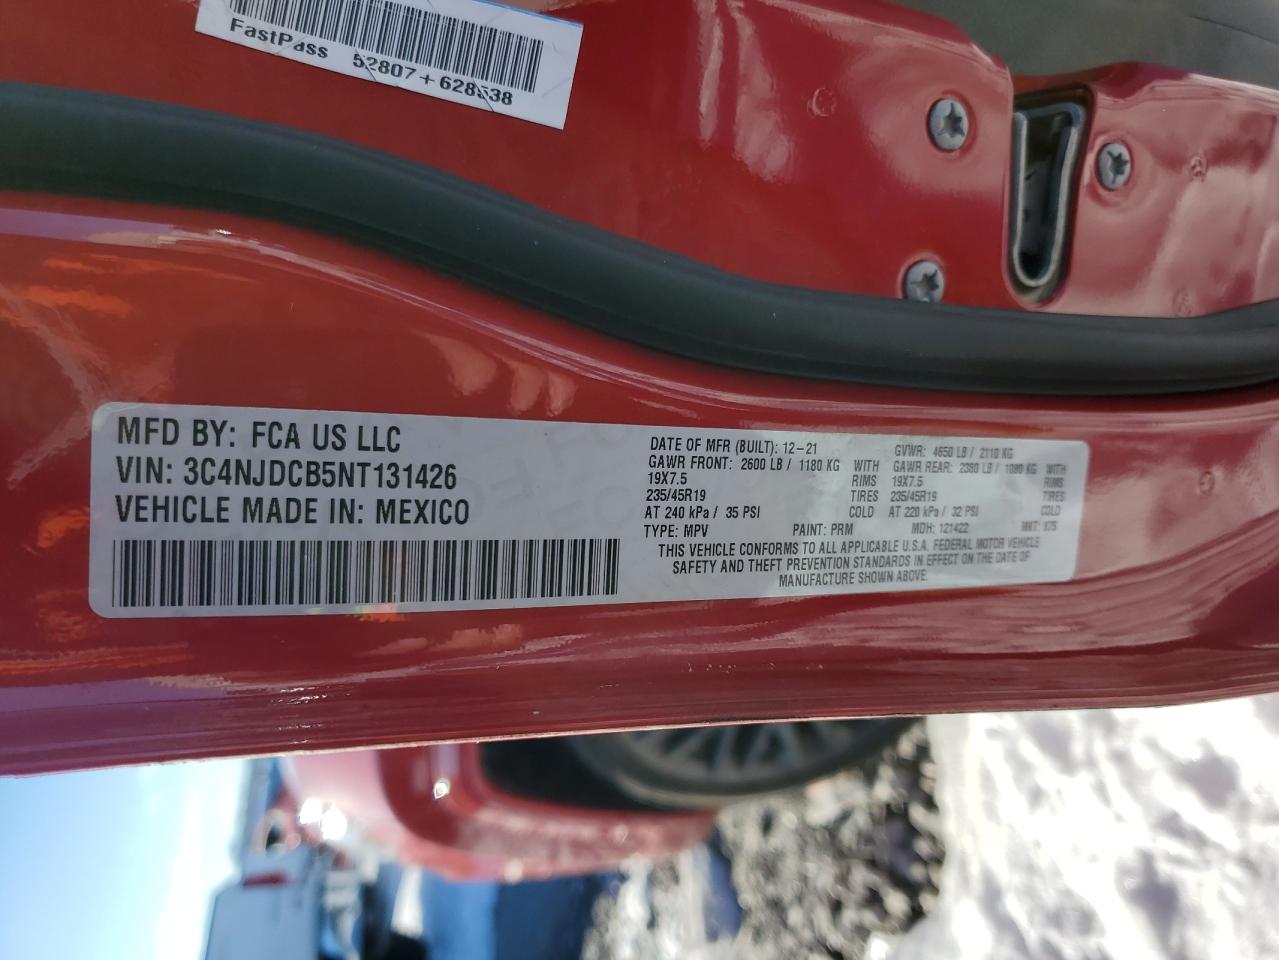 FastPass 52807+628538
MFD BY: FCA US LLC
VIN: 3C4NJDCB5NT131426
VEHICLE MADE IN: MEXICO
DATE OF MFR (BUILT): 12-21 GVWR: 4650 LB / 2110 KG
GAWR FRONT: 2600 LB / 1180 KG WITH GAWR REAR: 2380 LB / 1080 KG WITH
19X7.5 RIMS 19X7.5 RIMS
235/45R19 TIRES 235/45R19 TIRES
AT 240 kPa / 35 PSI COLD AT 220 kPa / 32 PSI COLD
TYPE: MPV PAINT: PRM MDH: 121422 MKT: 975
THIS VEHICLE CONFORMS TO ALL APPLICABLE U.S.A. FEDERAL MOTOR VEHICLE
SAFETY AND THEFT PREVENTION STANDARDS IN EFFECT ON THE DATE OF
MANUFACTURE SHOWN ABOVE.